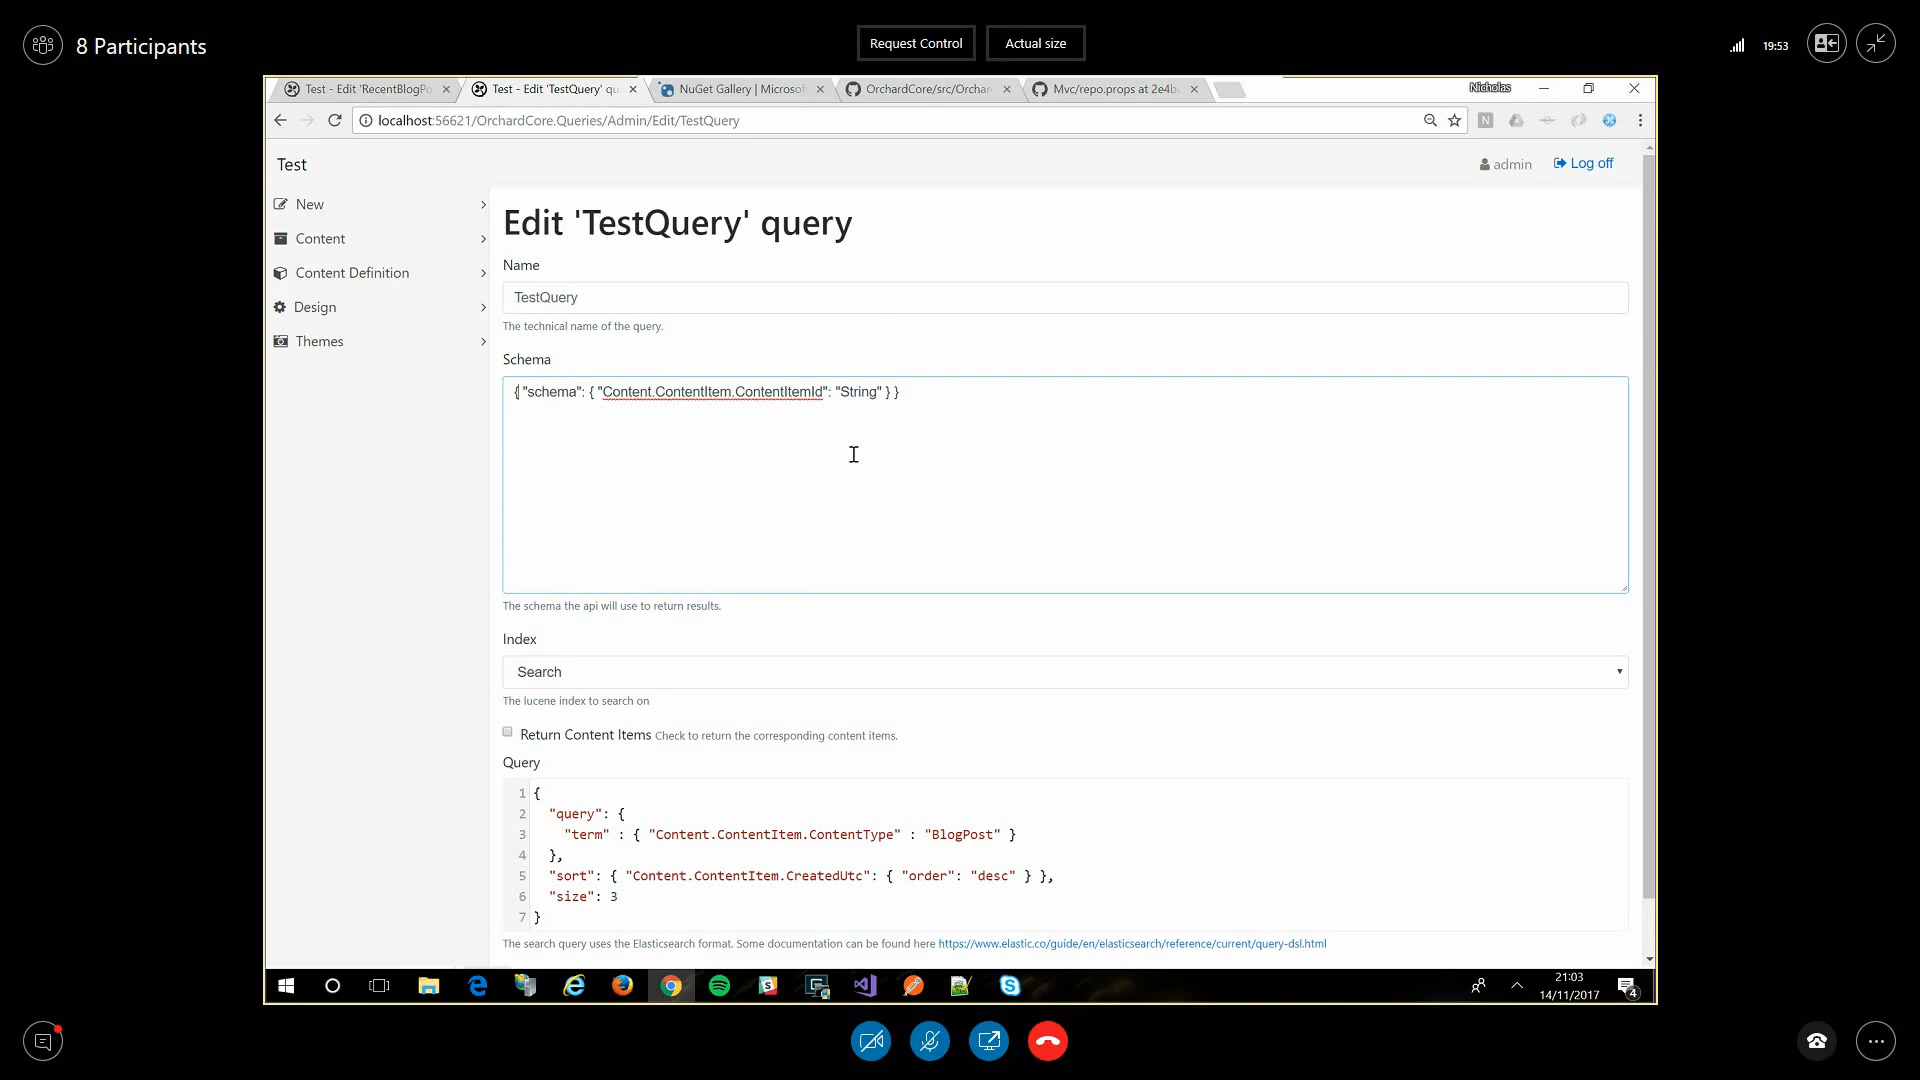 8 Participants
Request Control
Actual size
19:53
Test - Edit 'RecentBlogPo
Test - Edit 'TestQuery' qu
NuGet Gallery | Microsof
OrchardCore/src/Orchar
Mvc/repo.props at 2e4b
Nicholas
localhost:56621/OrchardCore.Queries/Admin/Edit/TestQuery
Test
admin
Log off
New
Content
Content Definition
Design
Themes
Edit 'TestQuery' query
Name
TestQuery
The technical name of the query.
Schema
{ "schema": { "Content.ContentItem.ContentItemId": "String" } }
The schema the api will use to return results.
Index
Search
The lucene index to search on
Return Content Items Check to return the corresponding content items.
Query
1 {
2 "query": {
3 "term" : { "Content.ContentItem.ContentType" : "BlogPost" }
4 },
5 "sort": { "Content.ContentItem.CreatedUtc": { "order": "desc" } },
6 "size": 3
7 }
The search query uses the Elasticsearch format. Some documentation can be found here https://www.elastic.co/guide/en/elasticsearch/reference/current/query-dsl.html
21:03
14/11/2017
4